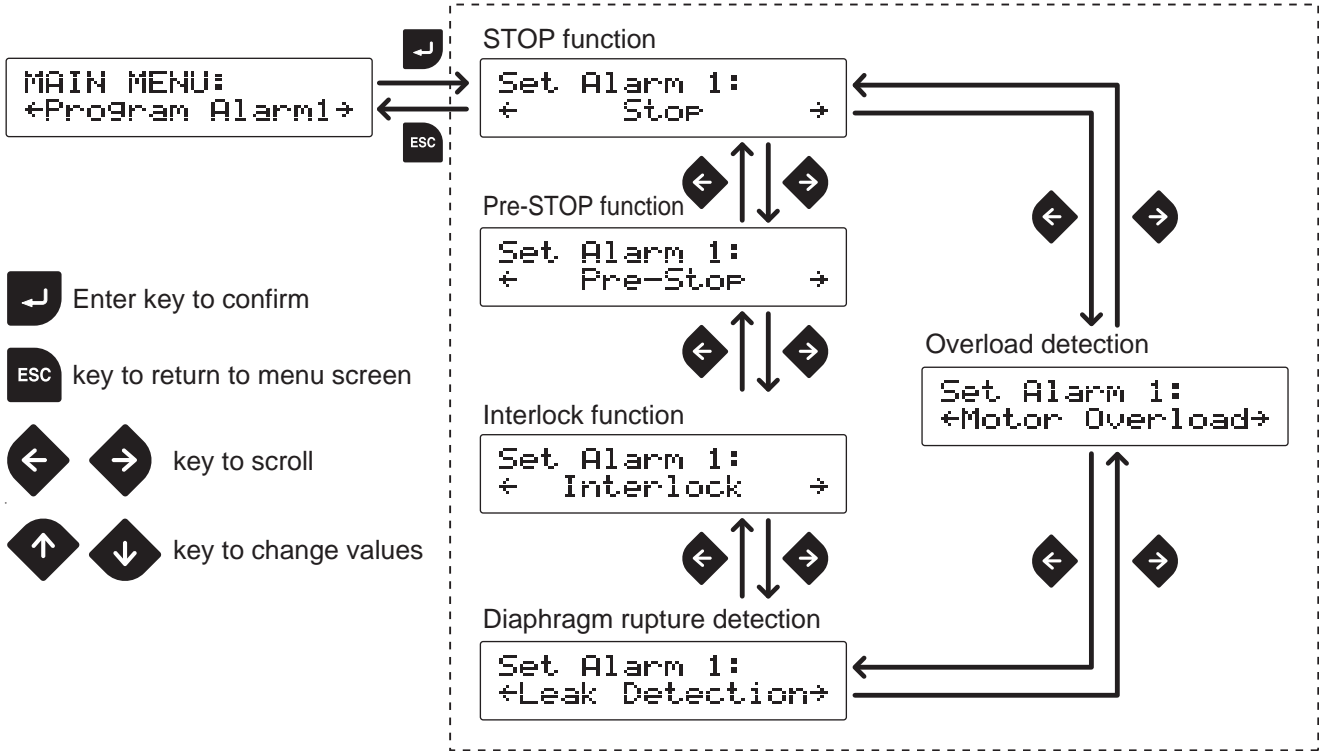 MAIN MENU:
←Program Alarm1→
ESC
STOP function
Set Alarm 1:
← Stop →
Pre-STOP function
Set Alarm 1:
← Pre-Stop →
Interlock function
Set Alarm 1:
← Interlock →
Diaphragm rupture detection
Set Alarm 1:
←Leak Detection→
Overload detection
Set Alarm 1:
←Motor Overload→
Enter key to confirm
ESC key to return to menu screen
key to scroll
key to change values